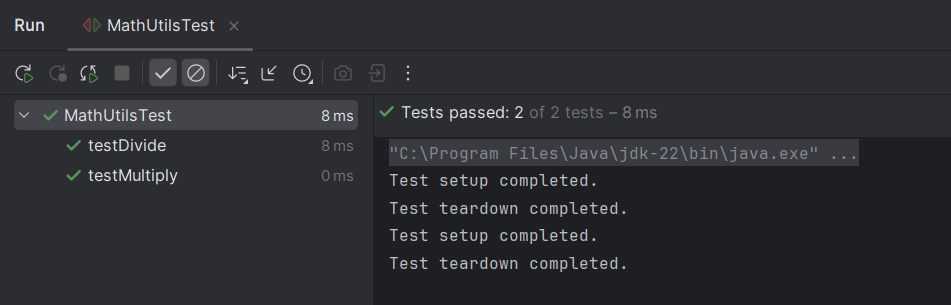 Run MathUtilsTest
MathUtilsTest 8 ms
testDivide 8 ms
testMultiply 0 ms
Tests passed: 2 of 2 tests – 8 ms
"C:\Program Files\Java\jdk-22\bin\java.exe" ...
Test setup completed.
Test teardown completed.
Test setup completed.
Test teardown completed.